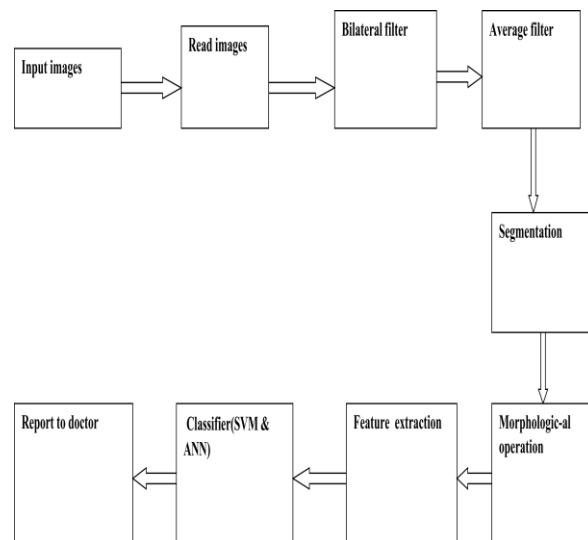 Input images
Read images
Bilateral filter
Average filter
Segmentation
Morphologic-al
operation
Feature extraction
Classifier(SVM &
ANN)
Report to doctor